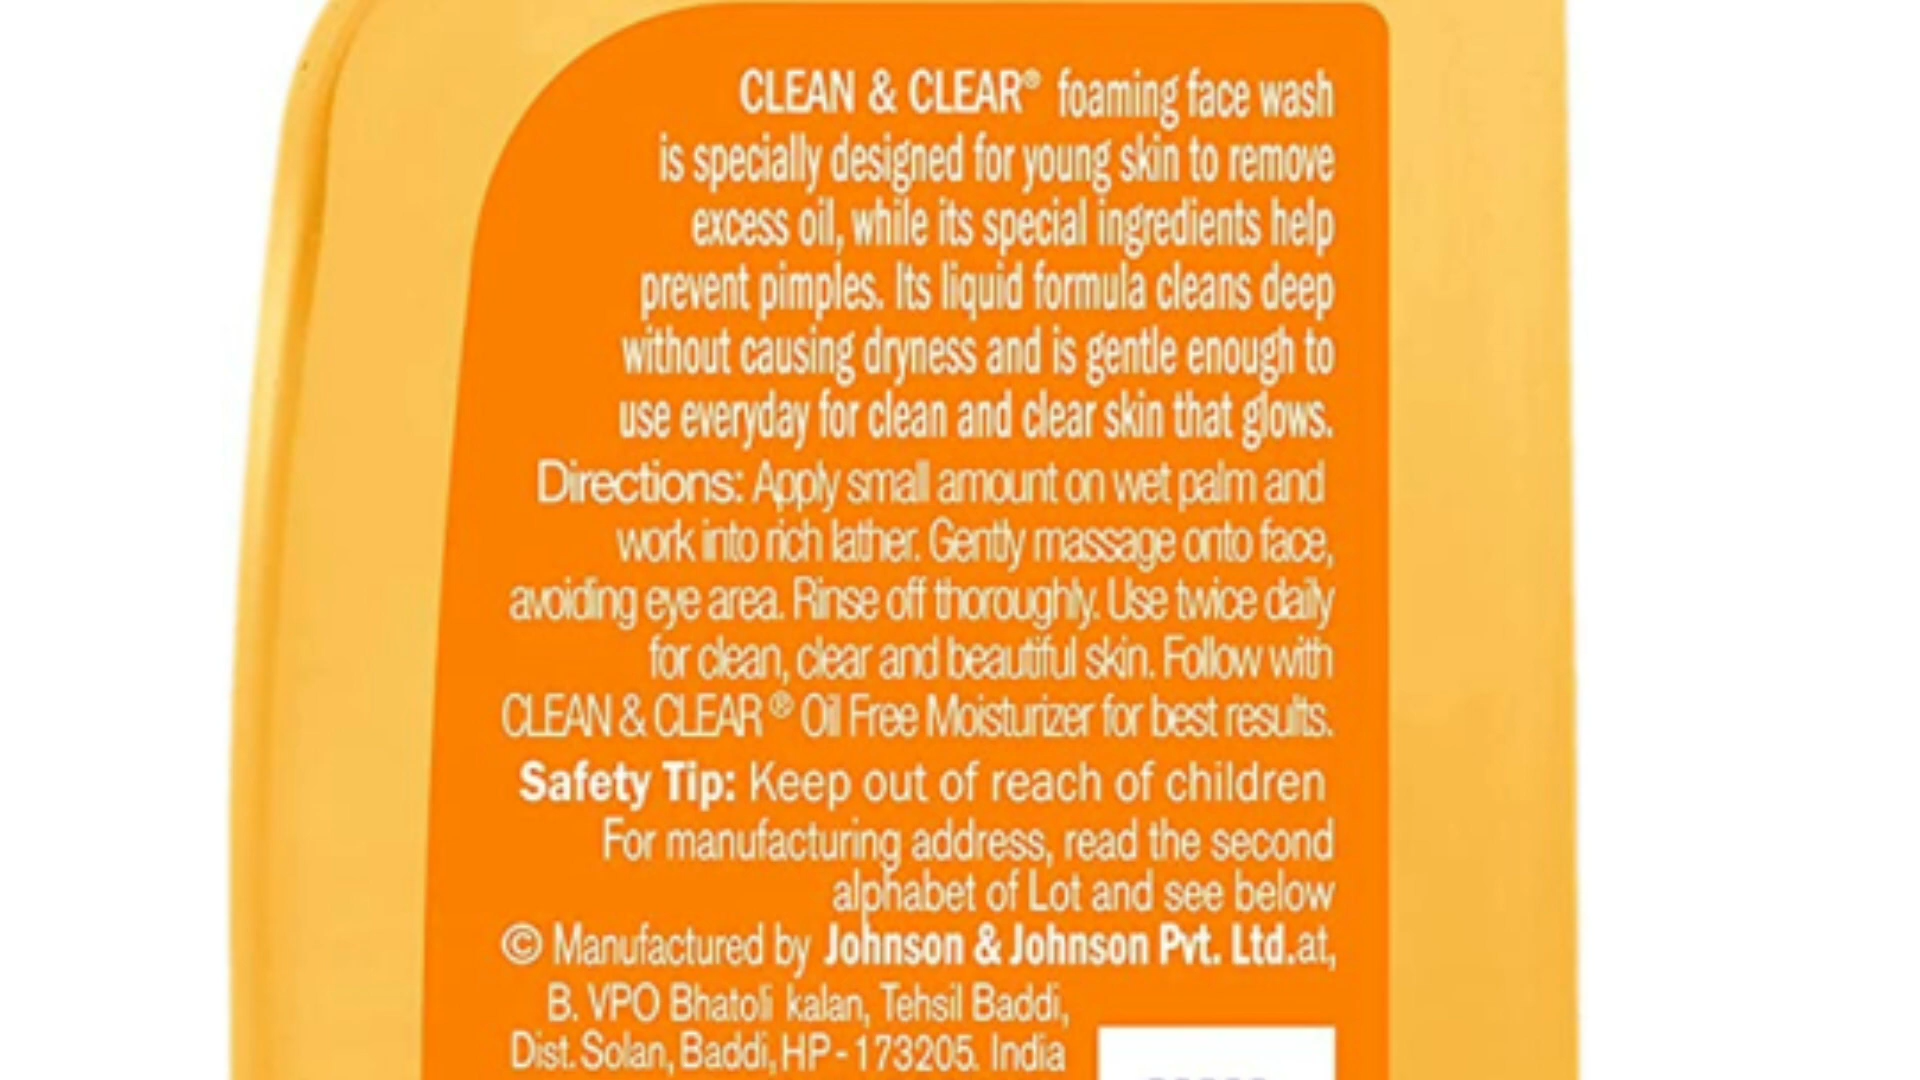 CLEAN & CLEAR® foaming face wash
is specially designed for young skin to remove
excess oil, while its special ingredients help
prevent pimples. Its liquid formula cleans deep
without causing dryness and is gentle enough to
use everyday for clean and clear skin that glows.
Directions: Apply small amount on wet palm and
work into rich lather. Gently massage onto face,
avoiding eye area. Rinse off thoroughly. Use twice daily
for clean, clear and beautiful skin. Follow with
CLEAN & CLEAR® Oil Free Moisturizer for best results.
Safety Tip: Keep out of reach of children
For manufacturing address, read the second
alphabet of Lot and see below
© Manufactured by Johnson & Johnson Pvt. Ltd.at,
B. VPO Bhatoli kalan, Tehsil Baddi,
Dist. Solan, Baddi, HP - 173205. India